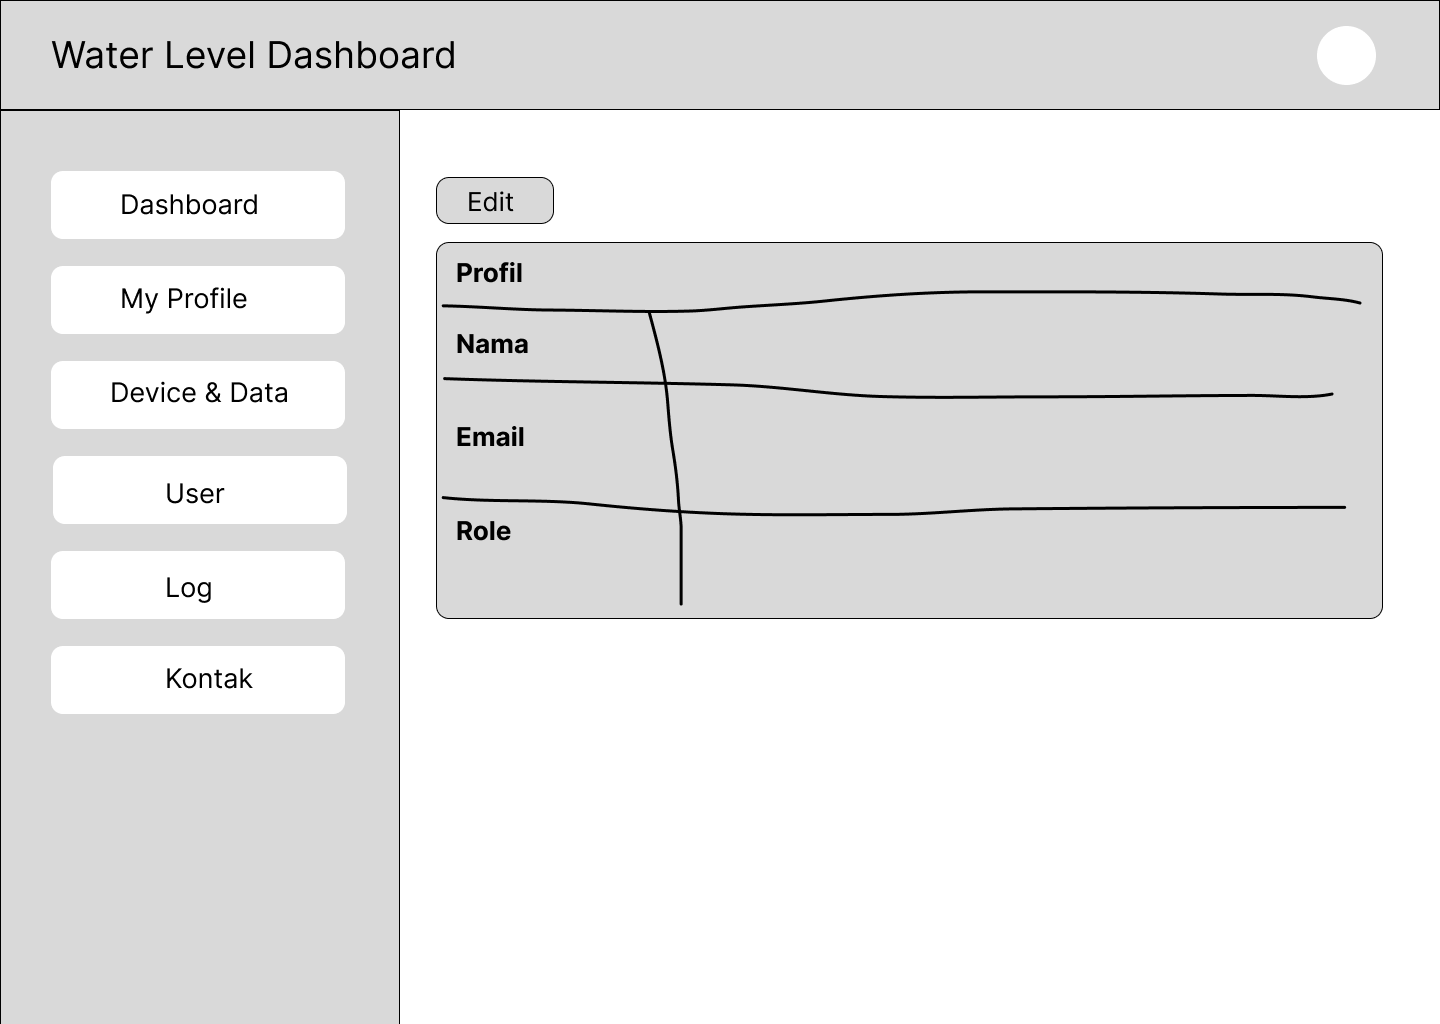 Water Level Dashboard
Dashboard
My Profile
Device & Data
User
Log
Kontak
Edit
Profil
Nama
Email
Role